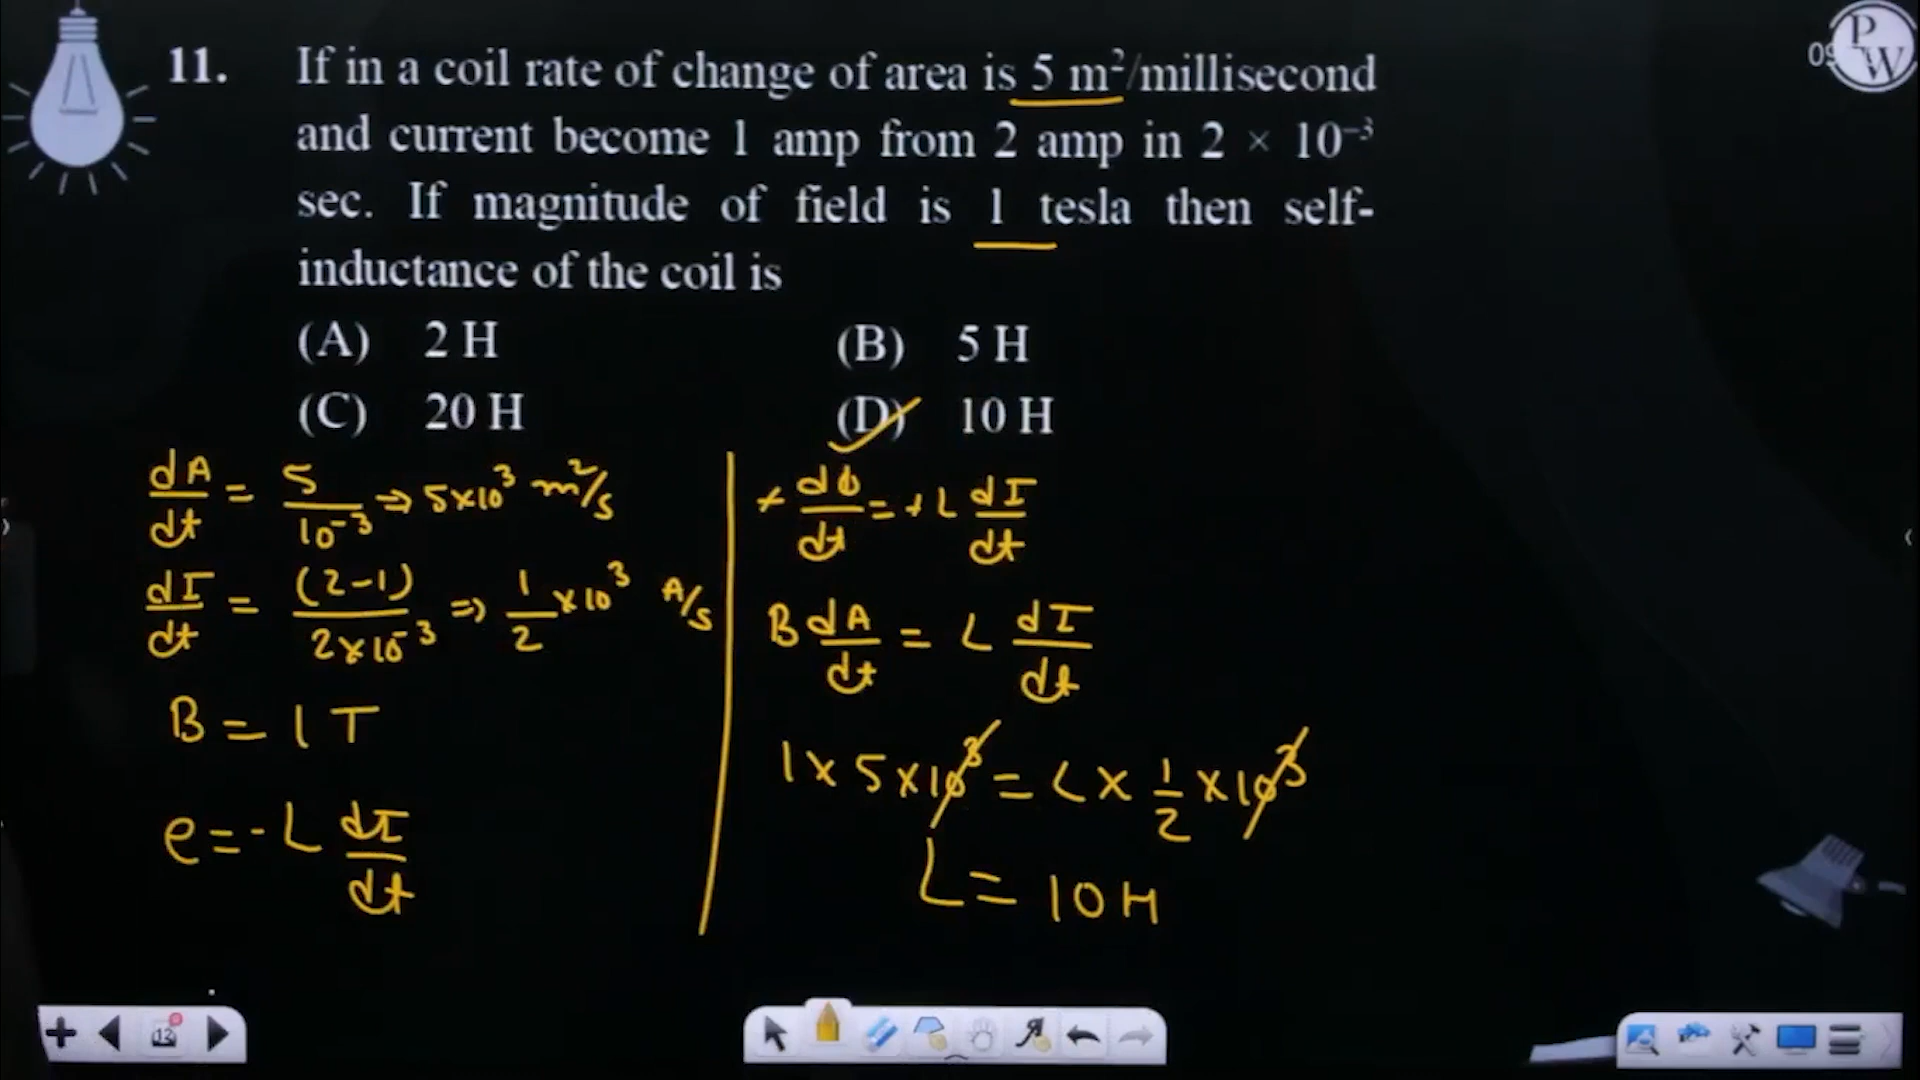 11. If in a coil rate of change of area is 5 m²/millisecond
and current become 1 amp from 2 amp in 2 × 10⁻³
sec. If magnitude of field is 1 tesla then self-
inductance of the coil is
(A) 2 H (B) 5 H
(C) 20 H (D) 10 H
dA/dt = 5/10⁻³ ⇒ 5×10³ m²/s
dI/dt = (2-1)/2×10⁻³ ⇒ 1/2 ×10³ A/s
B = 1 T
e = -L dI/dt
+ dϕ/dt = + L dI/dt
B dA/dt = L dI/dt
1 × 5 × 10³ = L × 1/2 × 10³
L = 10 H
PW
12